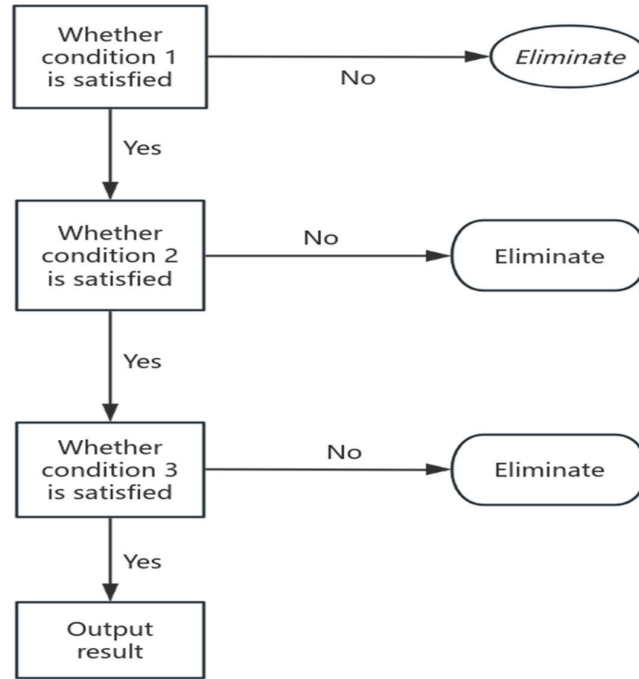 Whether
condition 1
is satisfied
No
Eliminate
Yes
Whether
condition 2
is satisfied
No
Eliminate
Yes
Whether
condition 3
is satisfied
No
Eliminate
Yes
Output
result